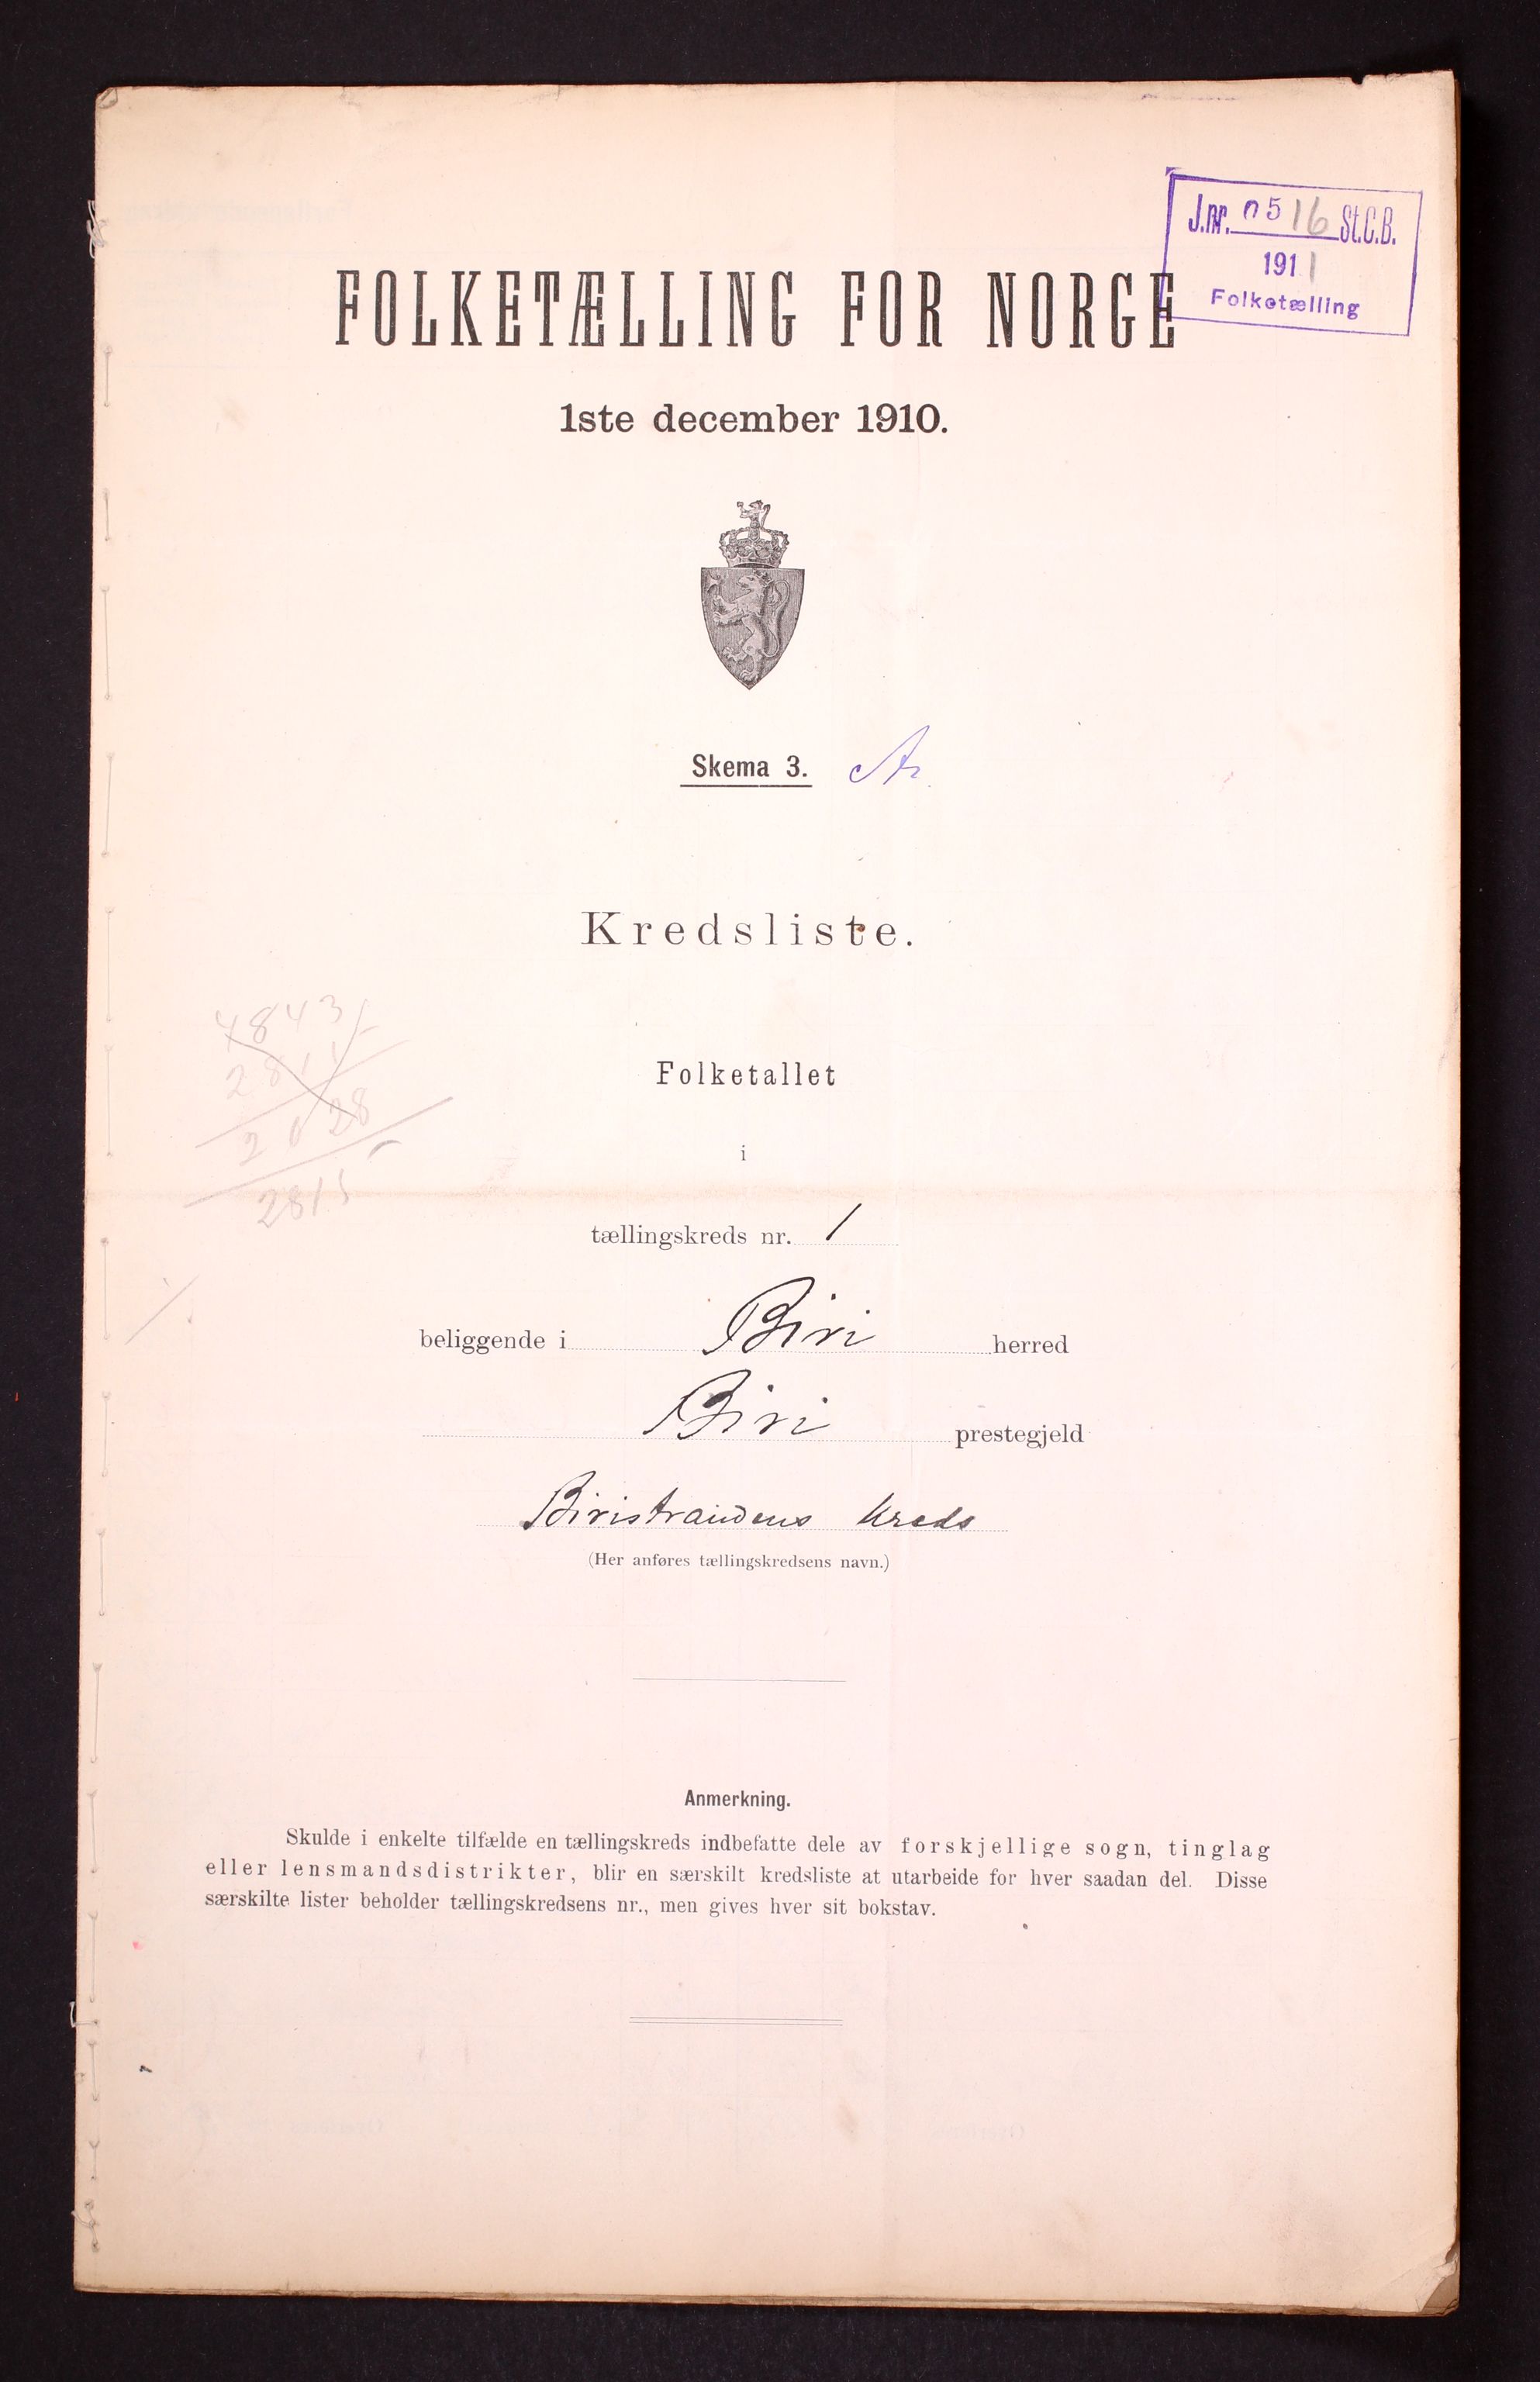 J.nr. 0516 St.C.B.
1911
Folketælling
FOLKETÆLLING FOR NORGE
1ste december 1910.
Skema 3.
Kredsliste.
4843
2028
2815
Folketallet
i
tællingskreds nr. 1
beliggende i Biri herred
Biri prestegjeld
Biristrandens Kreds
(Her anføres tællingskredsens navn.)
Anmerkning.
Skulde i enkelte tilfælde en tællingskreds indbefatte dele av forskjellige sogn, tinglag
eller lensmandsdistrikter, blir en særskilt kredsliste at utarbeide for hver saadan del. Disse
særskilte lister beholder tællingskredsens nr., men gives hver sit bokstav.